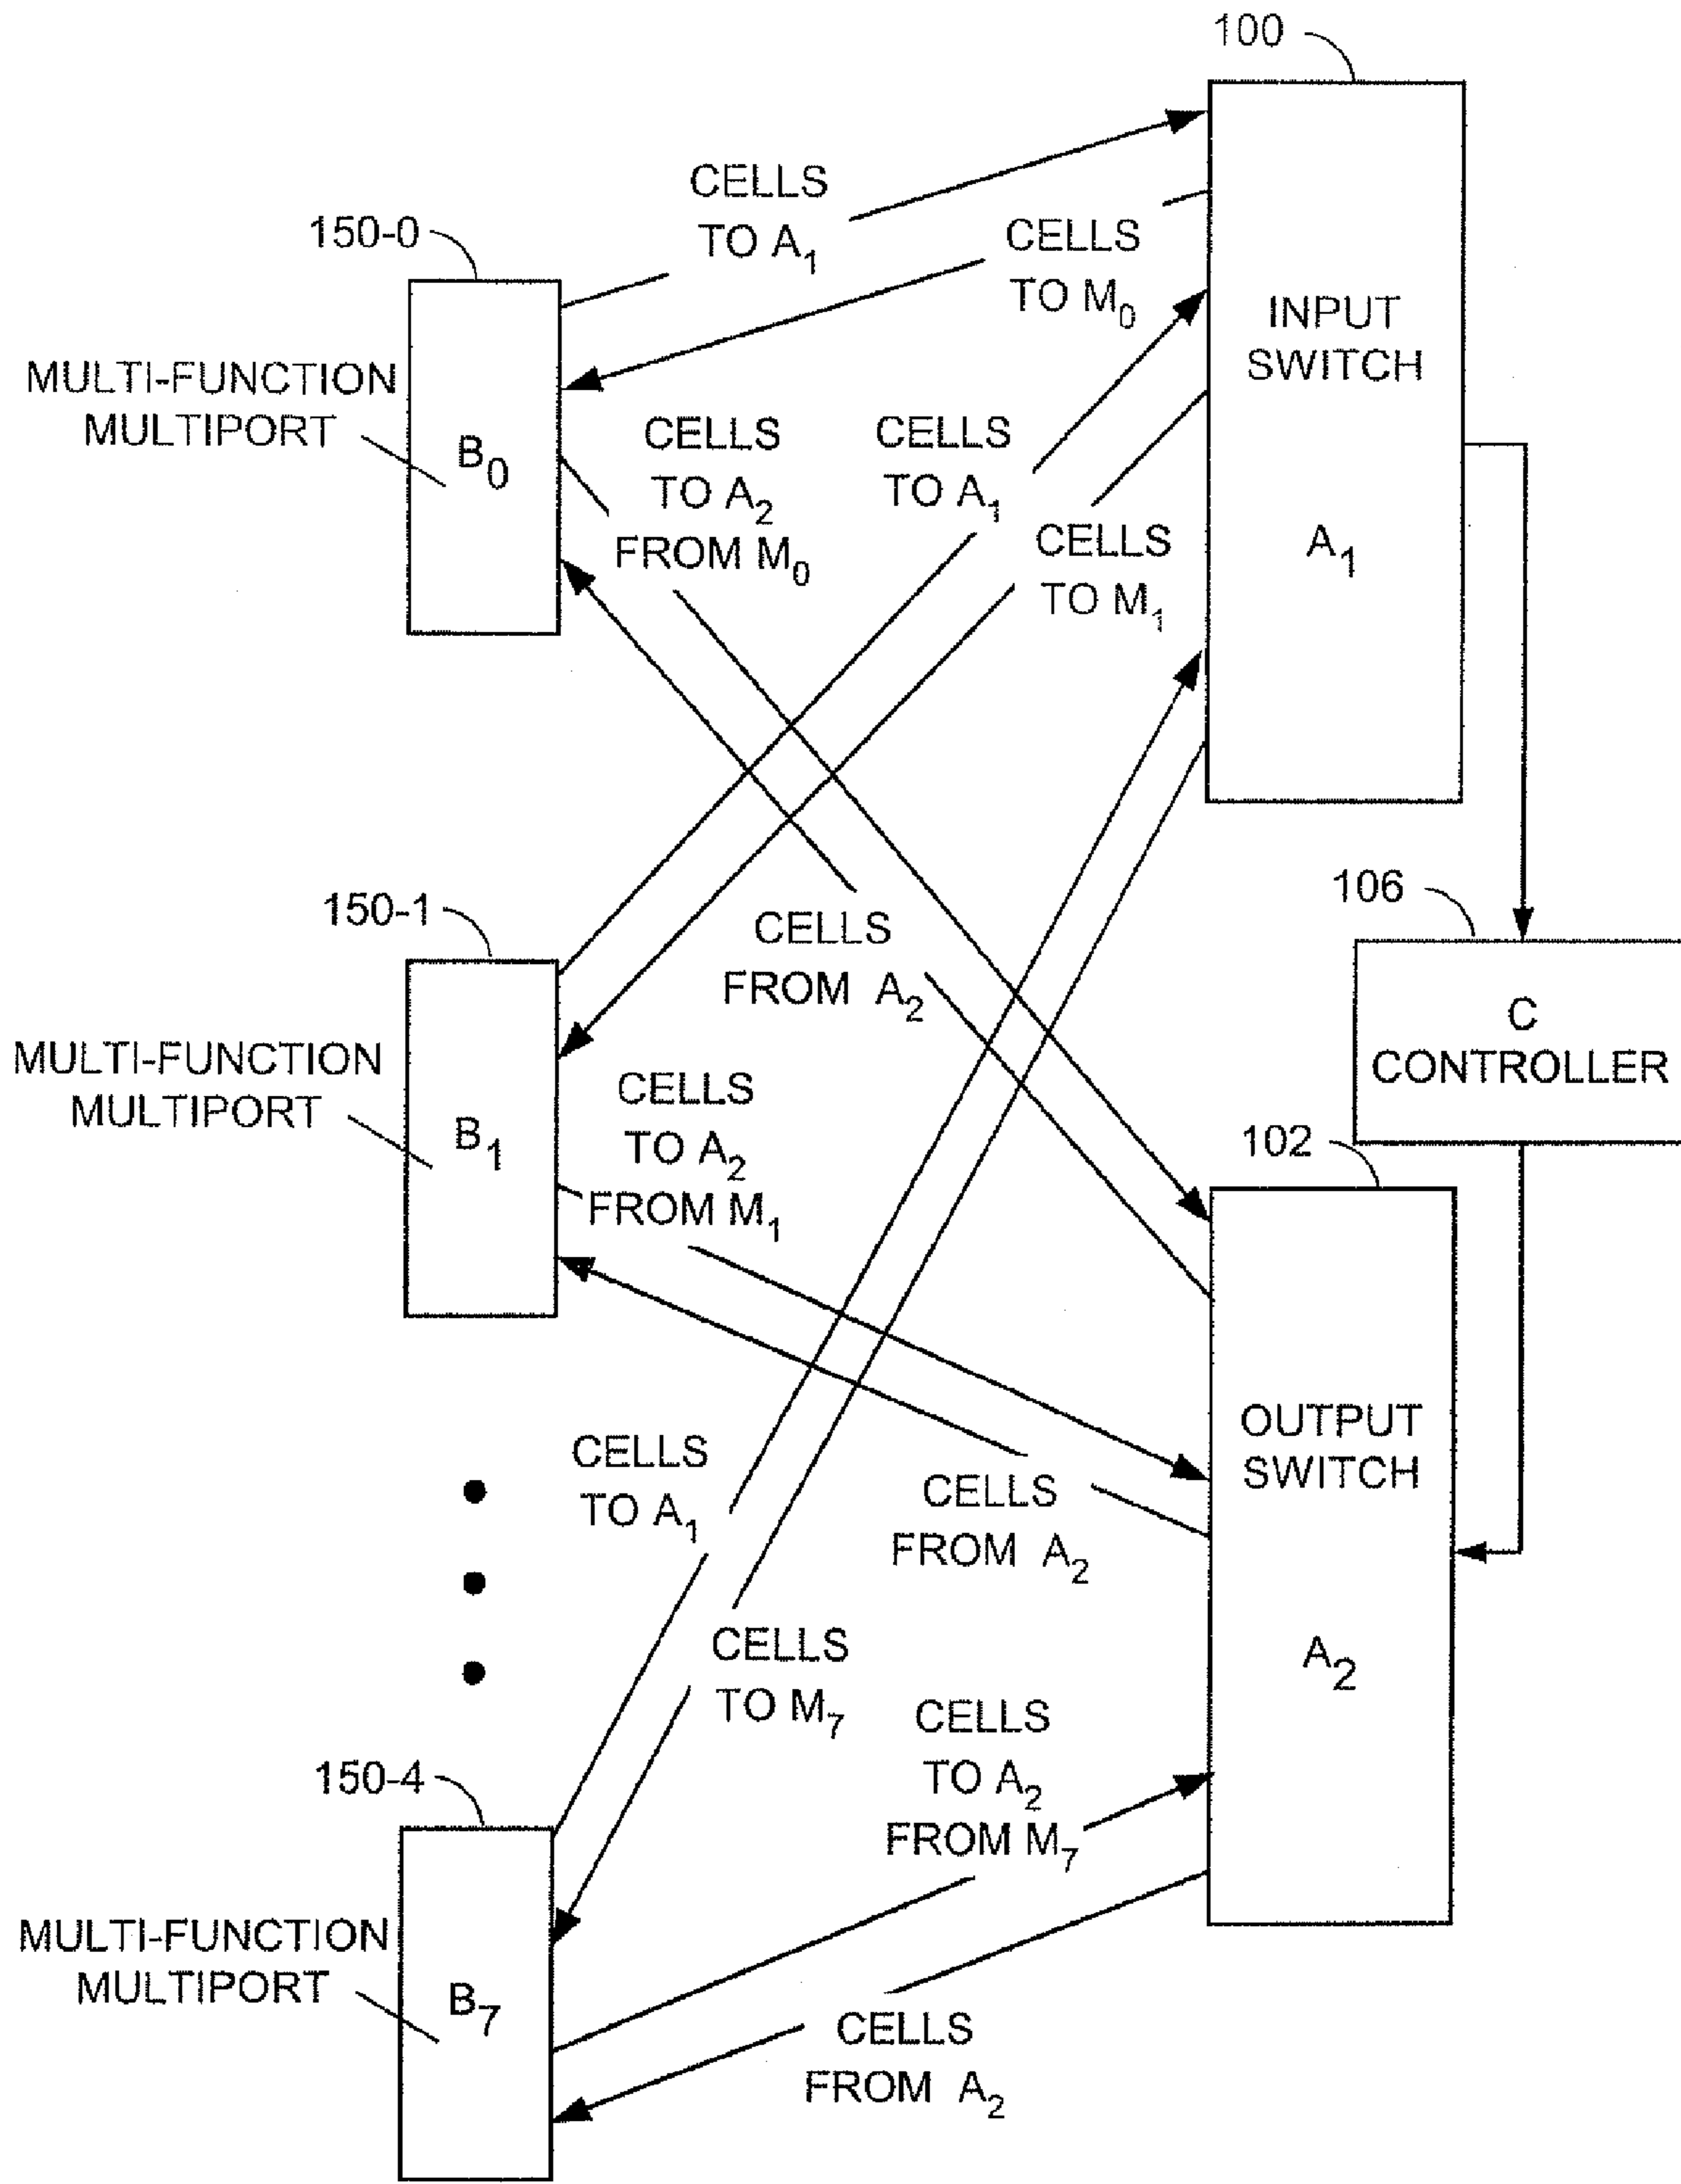 100
CELLS
TO A₁
150-0
CELLS
TO M₀
INPUT
SWITCH
A₁
MULTI-FUNCTION
MULTIPORT
B₀
CELLS
TO A₂
FROM M₀
CELLS
TO A₁
CELLS
TO M₁
150-1
CELLS
FROM A₂
106
C
CONTROLLER
MULTI-FUNCTION
MULTIPORT
B₁
CELLS
TO A₂
FROM M₁
102
OUTPUT
SWITCH
A₂
CELLS
TO A₁
CELLS
FROM A₂
CELLS
TO M₇
CELLS
TO A₂
FROM M₇
150-4
MULTI-FUNCTION
MULTIPORT
B₇
CELLS
FROM A₂